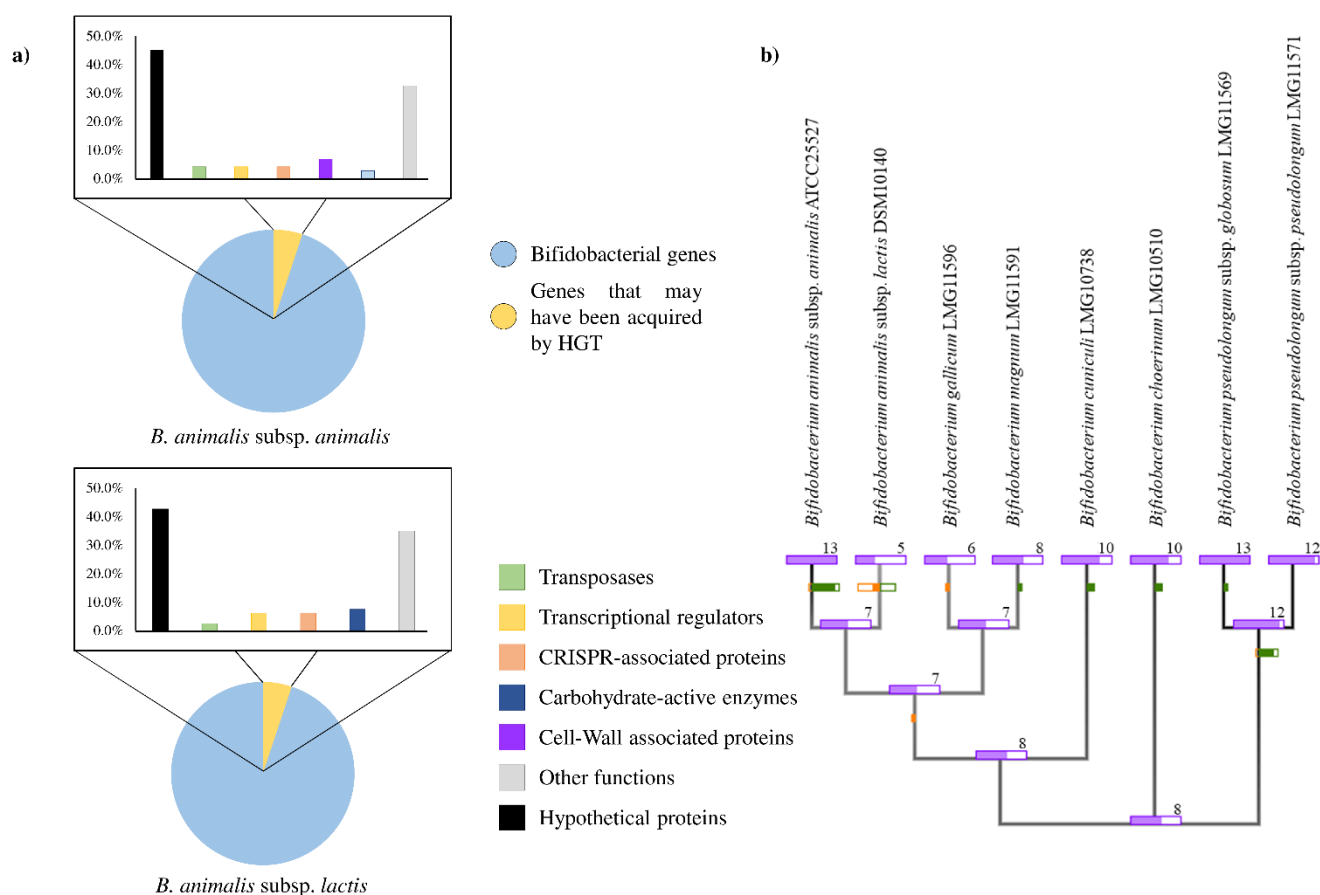 a)
50.0%
40.0%
30.0%
20.0%
10.0%
0.0%
B. animalis subsp. animalis
50.0%
40.0%
30.0%
20.0%
10.0%
0.0%
B. animalis subsp. lactis
Bifidobacterial genes
Genes that may
have been acquired
by HGT
Transposases
Transcriptional regulators
CRISPR-associated proteins
Carbohydrate-active enzymes
Cell-Wall associated proteins
Other functions
Hypothetical proteins
b)
Bifidobacterium animalis subsp. animalis ATCC25527
Bifidobacterium animalis subsp. lactis DSM10140
Bifidobacterium gallicum LMG11596
Bifidobacterium magnum LMG11591
Bifidobacterium cuniculi LMG10738
Bifidobacterium choerinum LMG10510
Bifidobacterium pseudolongum subsp. globosum LMG11569
Bifidobacterium pseudolongum subsp. pseudolongum LMG11571
13 5 6 8 10 10 13 12
7 7 12
7
8
8